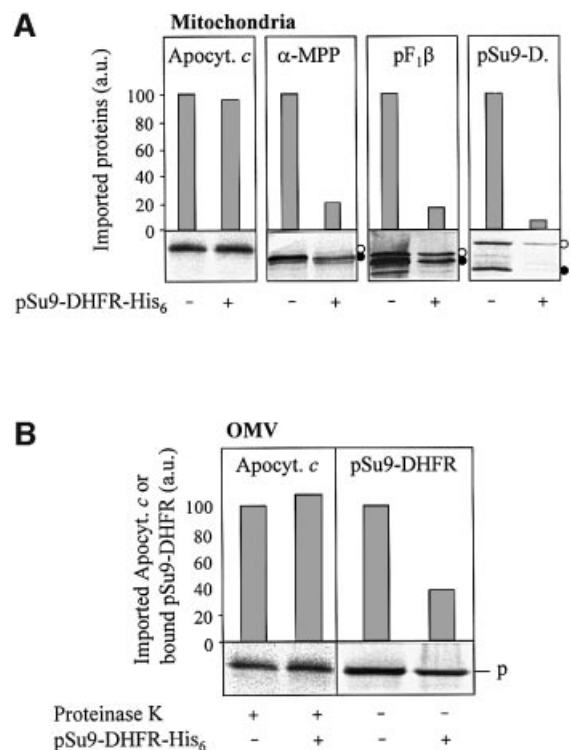 A
Mitochondria
Apocyt. c
α-MPP
pF₁β
pSu9-D.
Imported proteins (a.u.)
100
80
60
40
20
0
pSu9-DHFR-His₆
- + - + - + - +
B
OMV
Apocyt. c
pSu9-DHFR
Imported Apocyt. c or
bound pSu9-DHFR (a.u.)
100
80
60
40
20
0
p
Proteinase K + + - -
pSu9-DHFR-His₆ - + - +